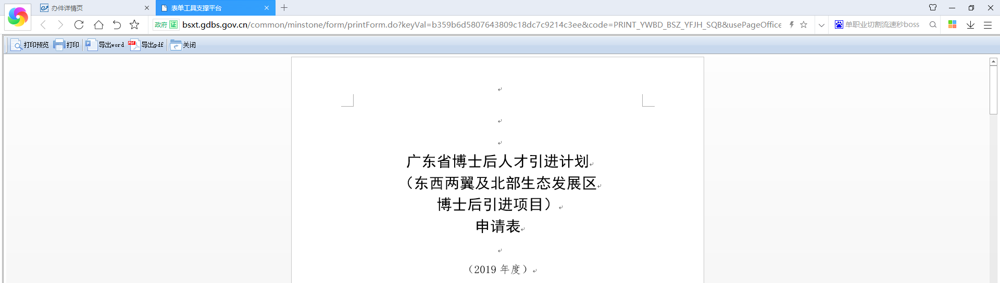 办件详情页
表单工具支撑平台
政府 证 bsxt.gdbs.gov.cn/common/minstone/form/printForm.do?keyVal=b359b6d5807643809c18dc7c9214c3ee&code=PRINT_YWBD_BSZ_YFJH_SQB&usePageOffice
单职业切割流速秒boss
打印预览 打印 导出word 导出pdf 关闭
广东省博士后人才引进计划
（东西两翼及北部生态发展区
博士后引进项目）
申请表
（2019 年度）